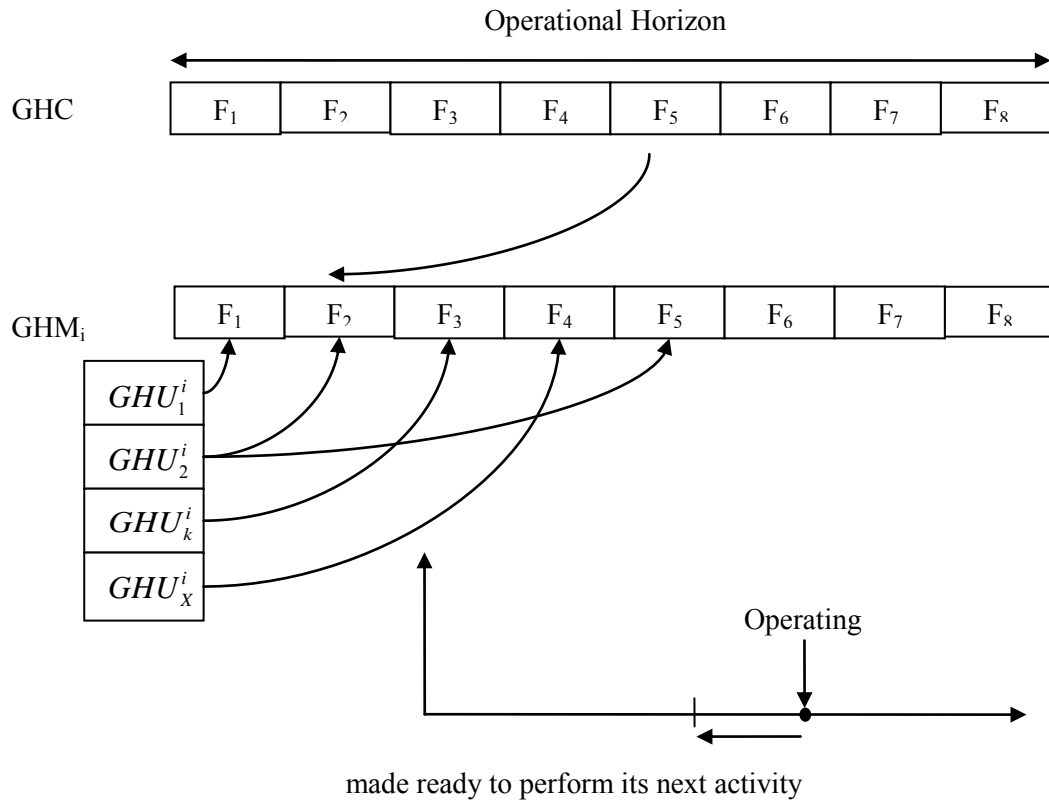 Operational Horizon
GHC F₁ F₂ F₃ F₄ F₅ F₆ F₇ F₈
GHMᵢ F₁ F₂ F₃ F₄ F₅ F₆ F₇ F₈
GHU₁ⁱ
GHU₂ⁱ
GHUₖⁱ
GHU_Xⁱ
Operating
made ready to perform its next activity